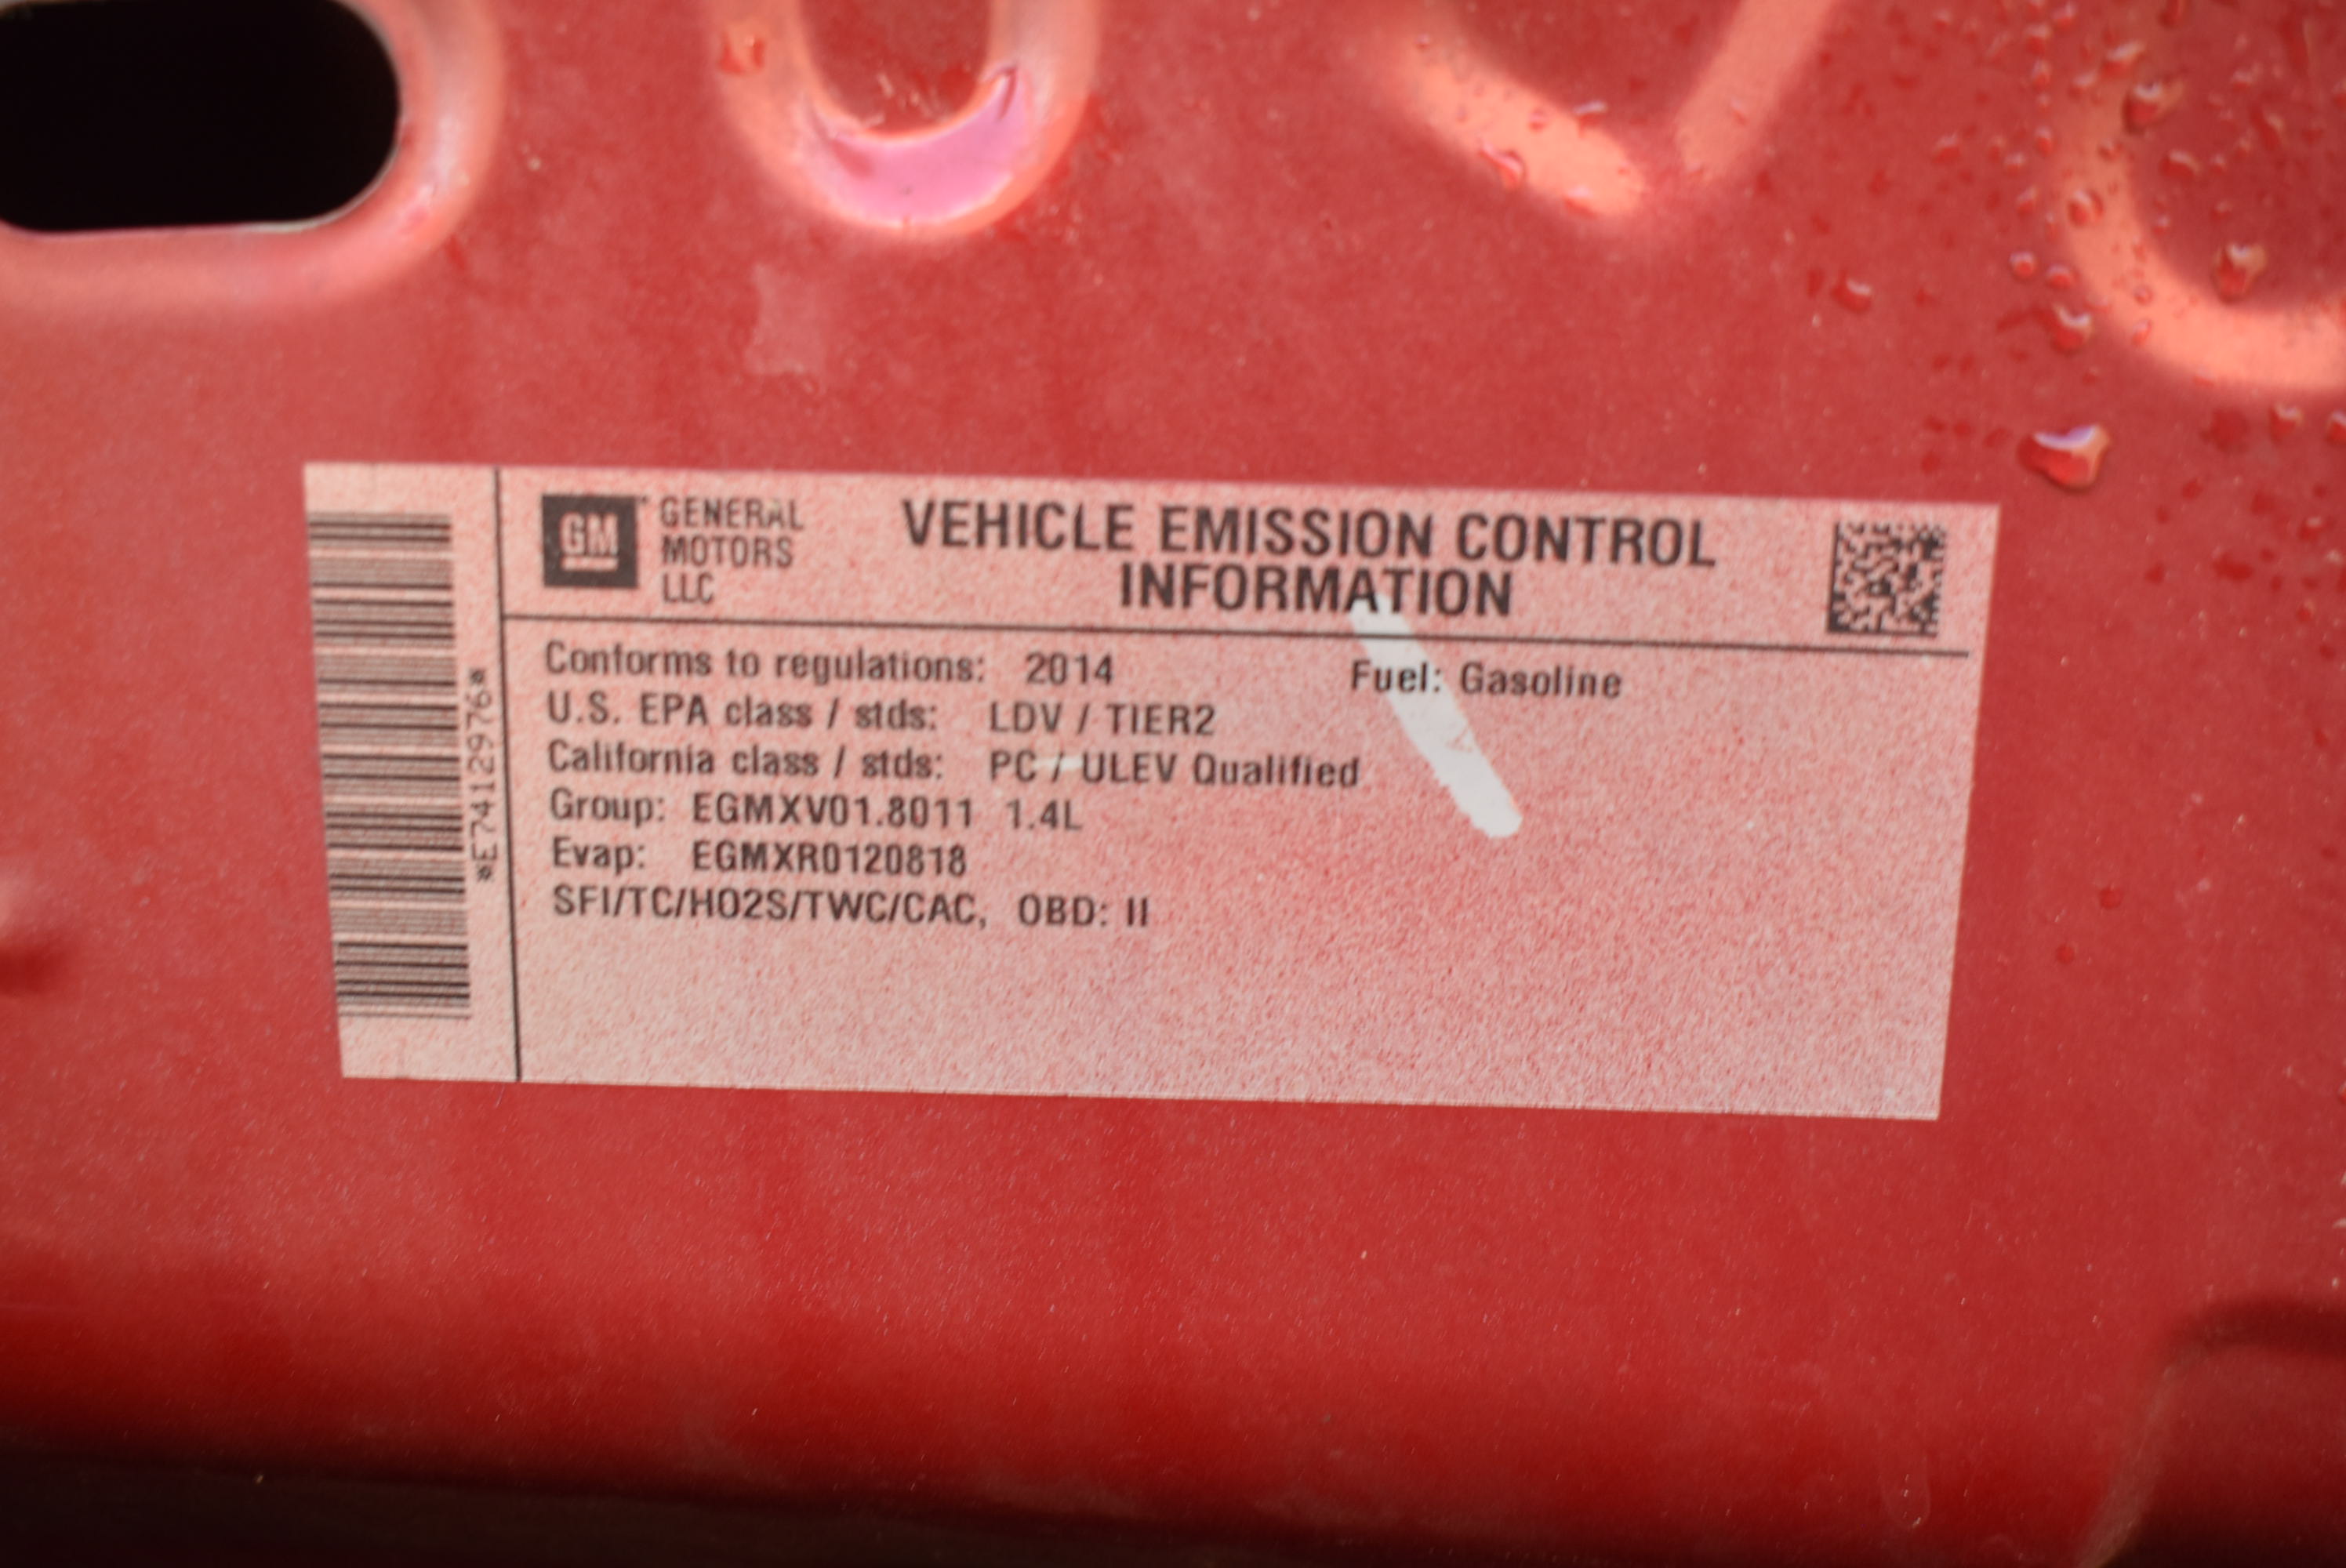 GM
GENERAL
MOTORS
LLC
VEHICLE EMISSION CONTROL
INFORMATION
Conforms to regulations: 2014 Fuel: Gasoline
U.S. EPA class / stds: LDV / TIER2
California class / stds: PC / ULEV Qualified
Group: EGMXV01.8011 1.4L
Evap: EGMXR0120818
SFI/TC/HO2S/TWC/CAC, OBD: II
*E74129976*